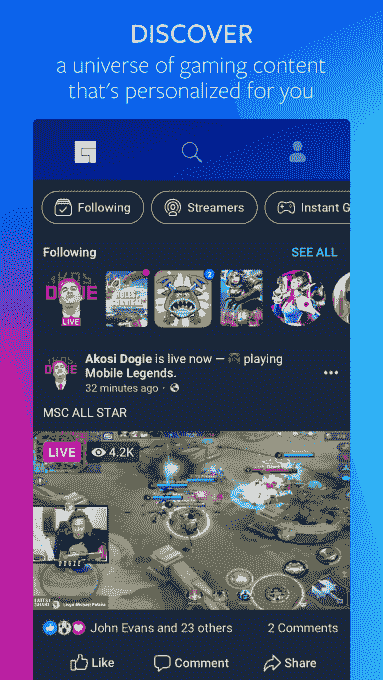 DISCOVER
a universe of gaming content
that's personalized for you
Following
Streamers
Instant G
Following
SEE ALL
LIVE
2
Akosi Dogie is live now — playing
Mobile Legends.
32 minutes ago
MSC ALL STAR
LIVE
4.2K
John Evans and 23 others
2 Comments
Like
Comment
Share